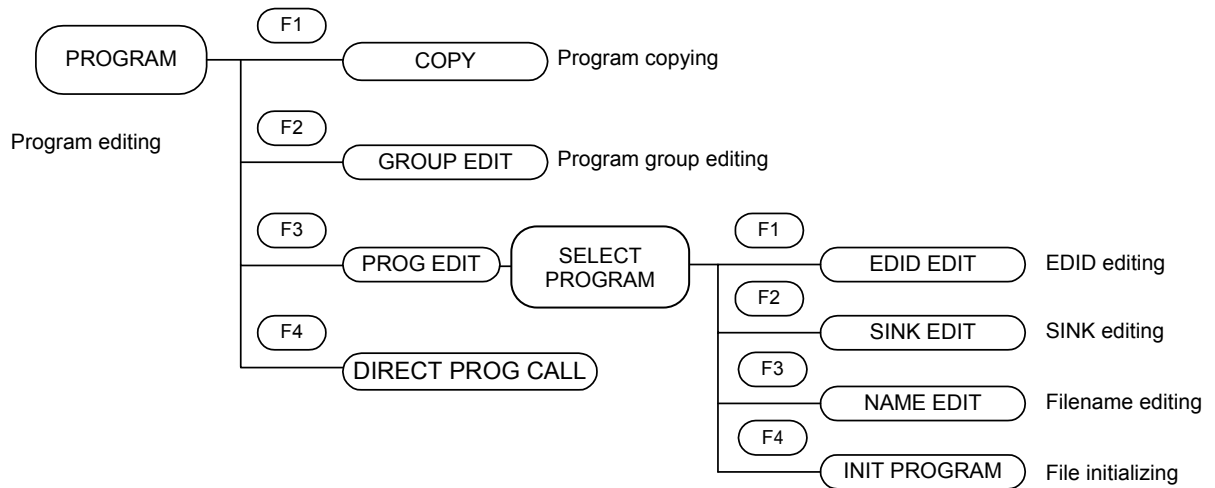 PROGRAM
Program editing
F1
COPY
Program copying
F2
GROUP EDIT
Program group editing
F3
PROG EDIT
SELECT
PROGRAM
F1
EDID EDIT
EDID editing
F2
SINK EDIT
SINK editing
F3
NAME EDIT
Filename editing
F4
INIT PROGRAM
File initializing
F4
DIRECT PROG CALL